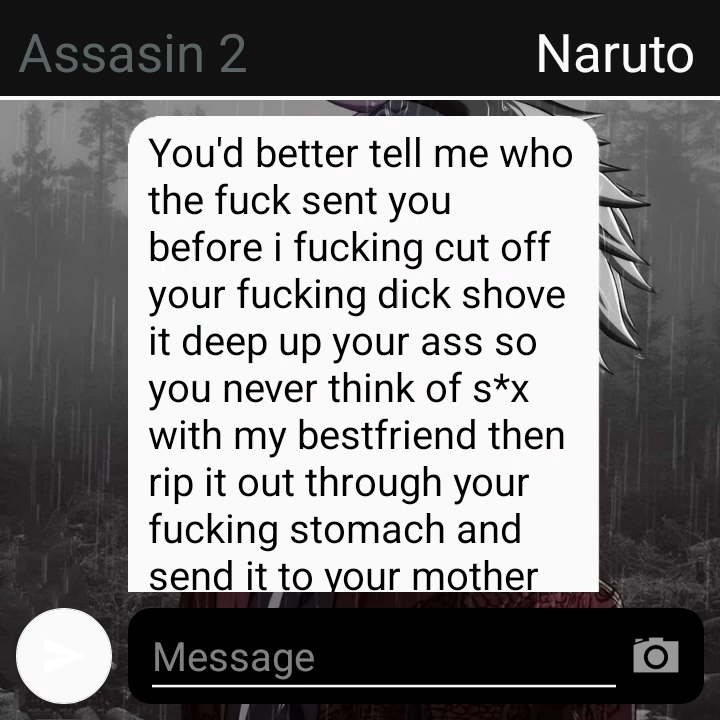 Assasin 2
Naruto
You'd better tell me who
the fuck sent you
before i fucking cut off
your fucking dick shove
it deep up your ass so
you never think of s*x
with my bestfriend then
rip it out through your
fucking stomach and
send it to your mother
Message